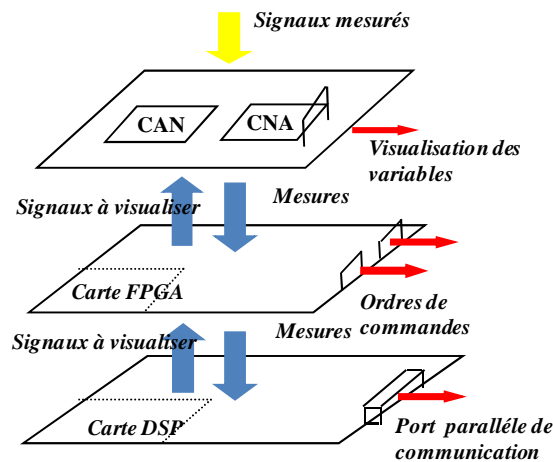 Signaux mesurés
CAN
CNA
Visualisation des
variables
Signaux à visualiser
Mesures
Carte FPGA
Ordres de
commandes
Signaux à visualiser
Mesures
Carte DSP
Port paralléle de
communication